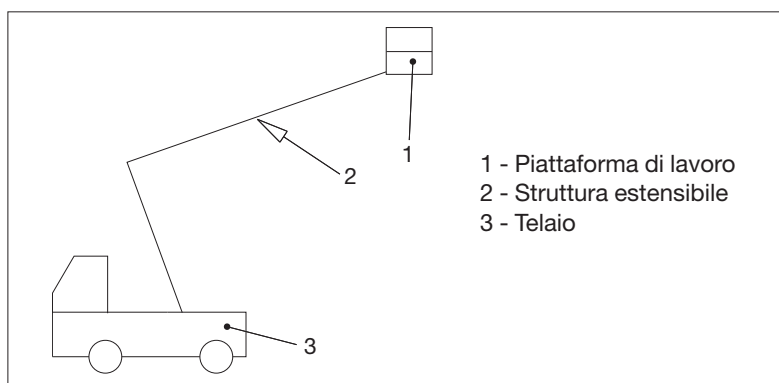 1
2
3
1 - Piattaforma di lavoro
2 - Struttura estensibile
3 - Telaio